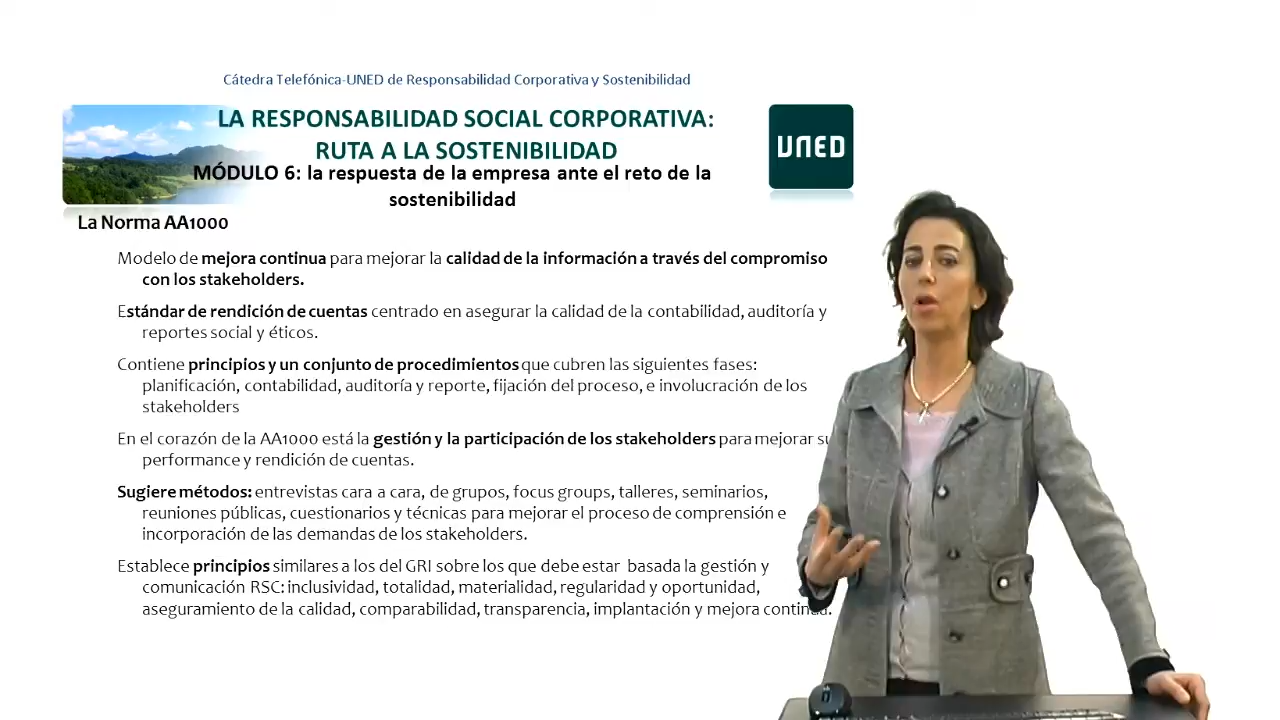 Cátedra Telefónica-UNED de Responsabilidad Corporativa y Sostenibilidad
LA RESPONSABILIDAD SOCIAL CORPORATIVA:
RUTA A LA SOSTENIBILIDAD
UNED
MÓDULO 6: la respuesta de la empresa ante el reto de la
sostenibilidad
La Norma AA1000
Modelo de mejora continua para mejorar la calidad de la información a través del compromiso
con los stakeholders.
Estándar de rendición de cuentas centrado en asegurar la calidad de la contabilidad, auditoría y
reportes social y éticos.
Contiene principios y un conjunto de procedimientos que cubren las siguientes fases:
planificación, contabilidad, auditoría y reporte, fijación del proceso, e involucración de los
stakeholders
En el corazón de la AA1000 está la gestión y la participación de los stakeholders para mejorar su
performance y rendición de cuentas.
Sugiere métodos: entrevistas cara a cara, de grupos, focus groups, talleres, seminarios,
reuniones públicas, cuestionarios y técnicas para mejorar el proceso de comprensión e
incorporación de las demandas de los stakeholders.
Establece principios similares a los del GRI sobre los que debe estar basada la gestión y
comunicación RSC: inclusividad, totalidad, materialidad, regularidad y oportunidad,
aseguramiento de la calidad, comparabilidad, transparencia, implantación y mejora continua.